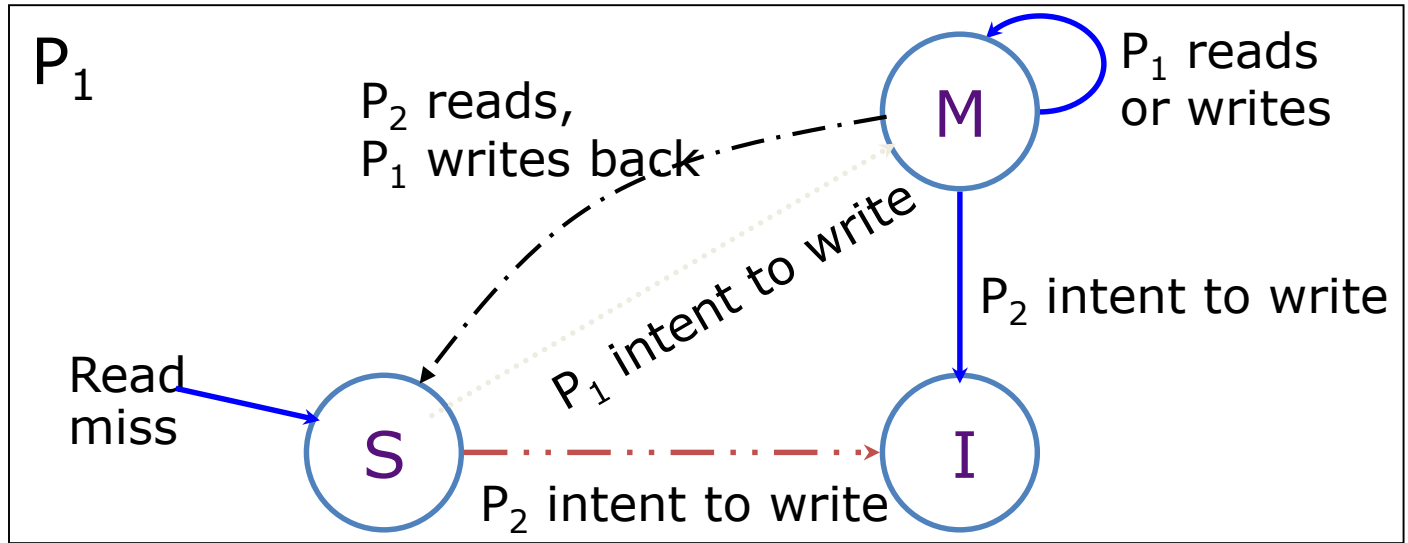 P₁
P₂ reads,
P₁ writes back
M
P₁ reads
or writes
P₁ intent to write
P₂ intent to write
Read
miss
S
I
P₂ intent to write